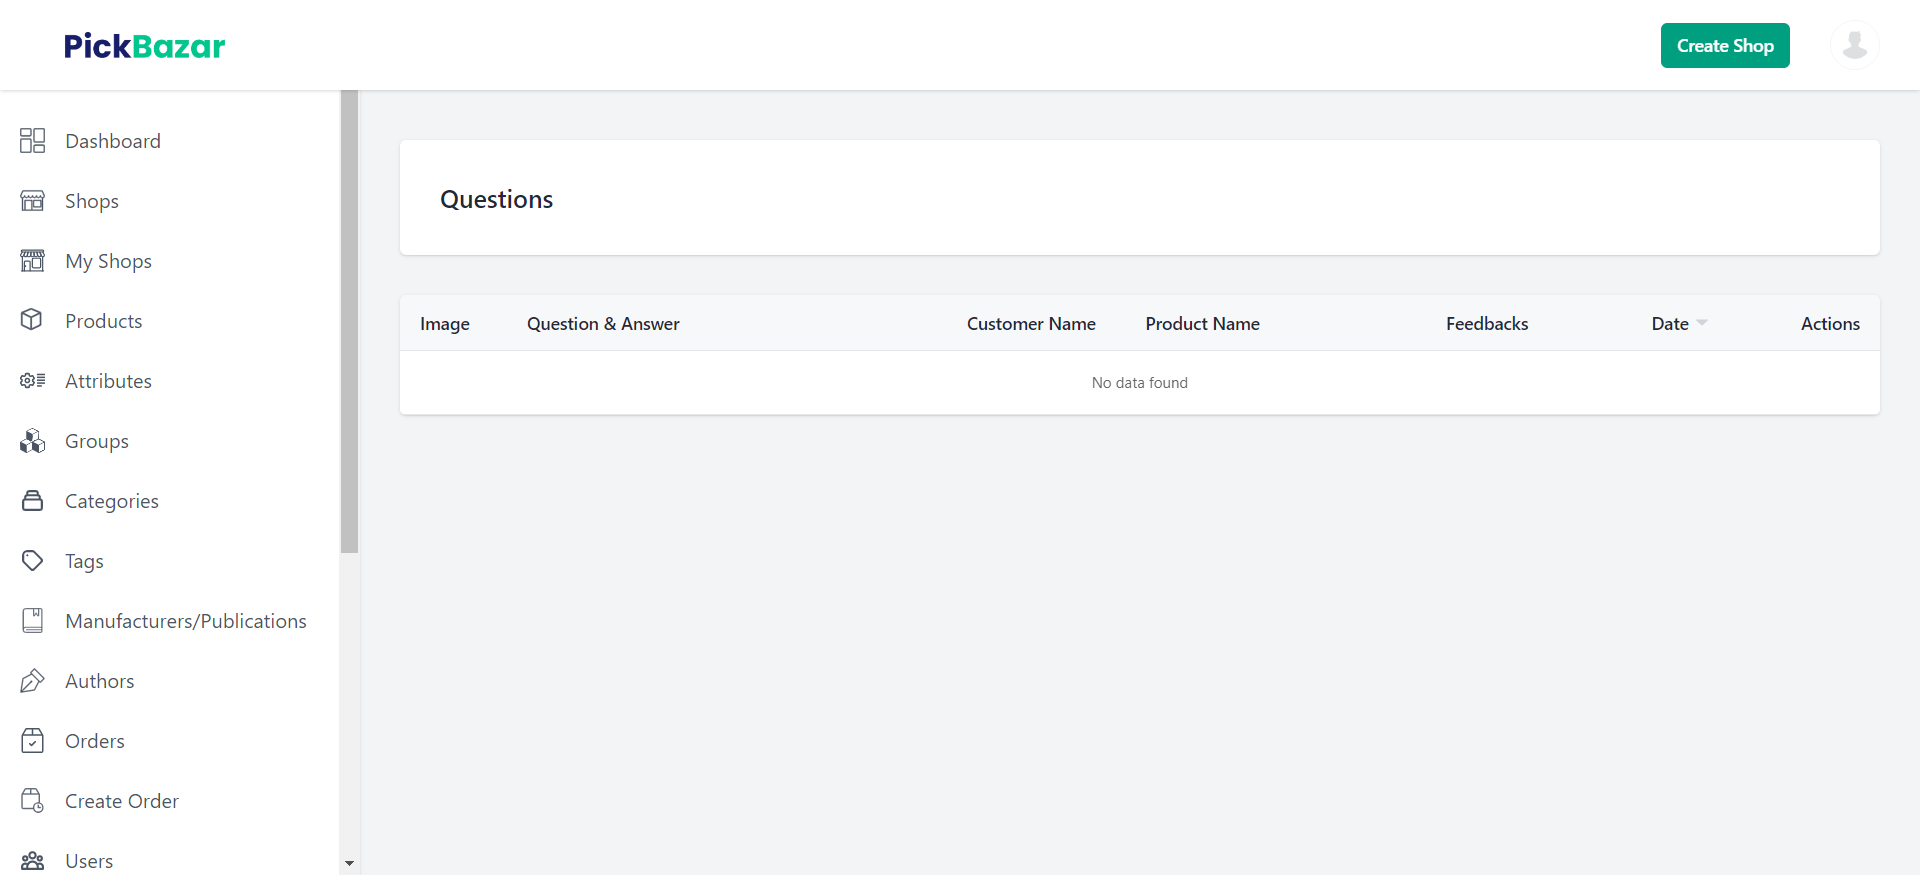 PickBazar
Create Shop
Dashboard
Shops
My Shops
Products
Attributes
Groups
Categories
Tags
Manufacturers/Publications
Authors
Orders
Create Order
Users
Questions
Image Question & Answer Customer Name Product Name Feedbacks Date Actions
No data found